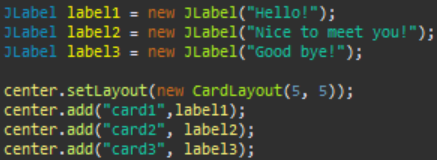 JLabel label1 = new JLabel("Hello!");
JLabel label2 = new JLabel("Nice to meet you!");
JLabel label3 = new JLabel("Good bye!");
center.setLayout(new CardLayout(5, 5));
center.add("card1",label1);
center.add("card2", label2);
center.add("card3", label3);